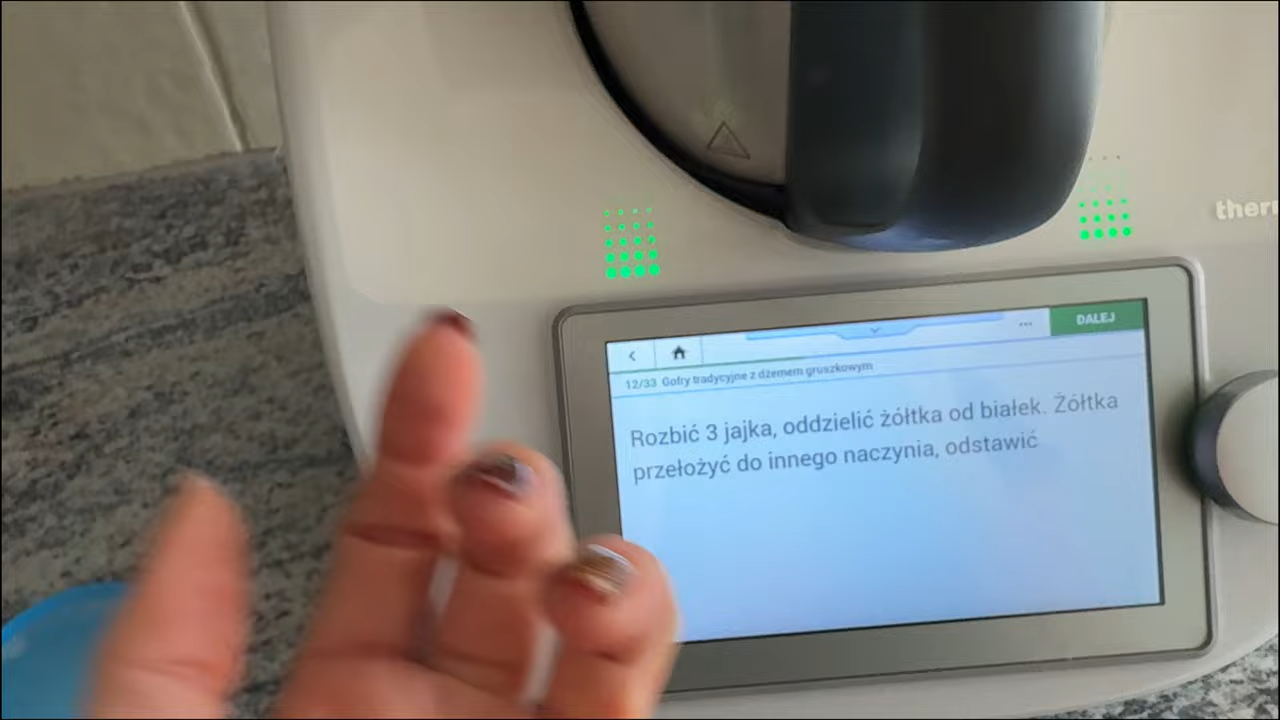 ther
DALEJ
12/33 Gofry tradycyjne z dżemem gruszkowym
Rozbić 3 jajka, oddzielić żółtka od białek. Żółtka
przełożyć do innego naczynia, odstawić